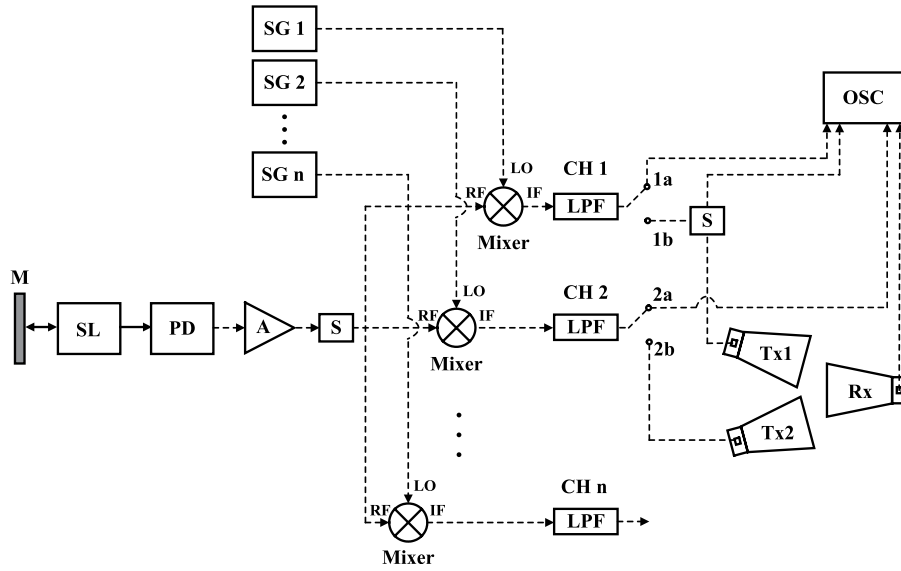 SG 1
SG 2
SG n
OSC
LO
CH 1
1a
RF
IF
LPF
S
Mixer
1b
M
SL
PD
A
S
LO
CH 2
2a
RF
IF
LPF
Mixer
2b
Tx1
Rx
Tx2
LO
CH n
RF
IF
LPF
Mixer